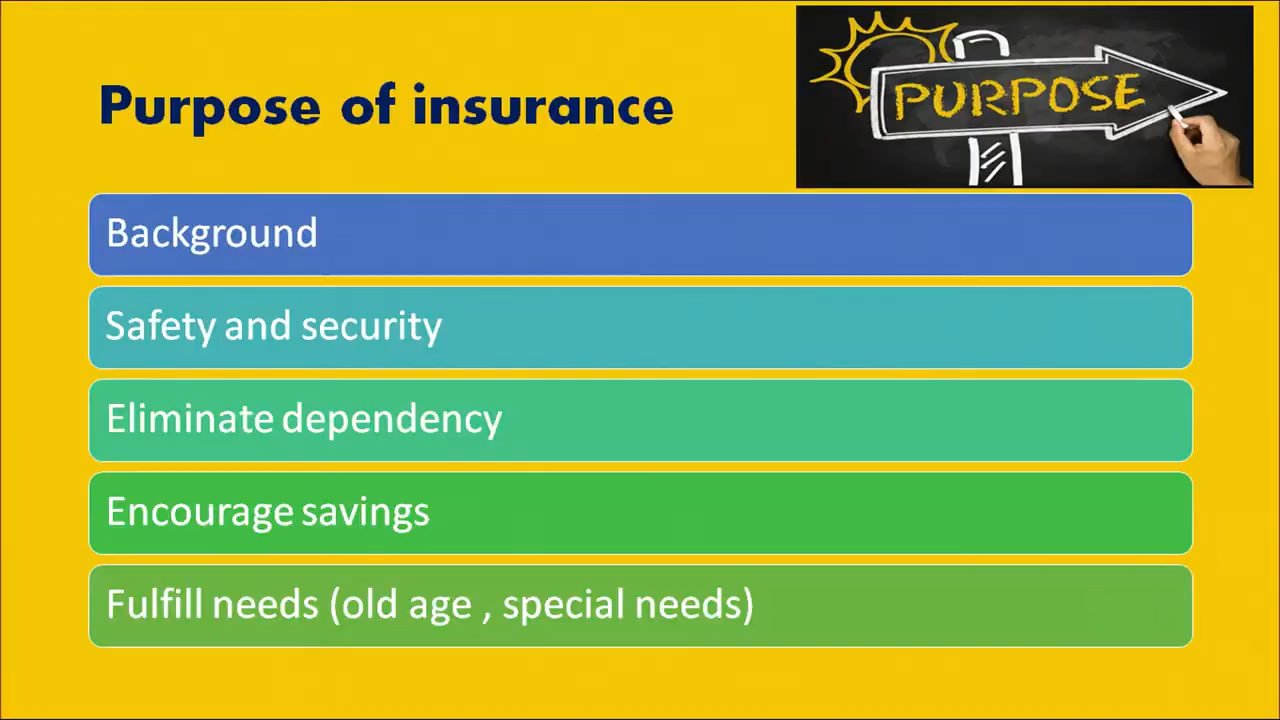 Purpose of insurance
PURPOSE
Background
Safety and security
Eliminate dependency
Encourage savings
Fulfill needs (old age , special needs)